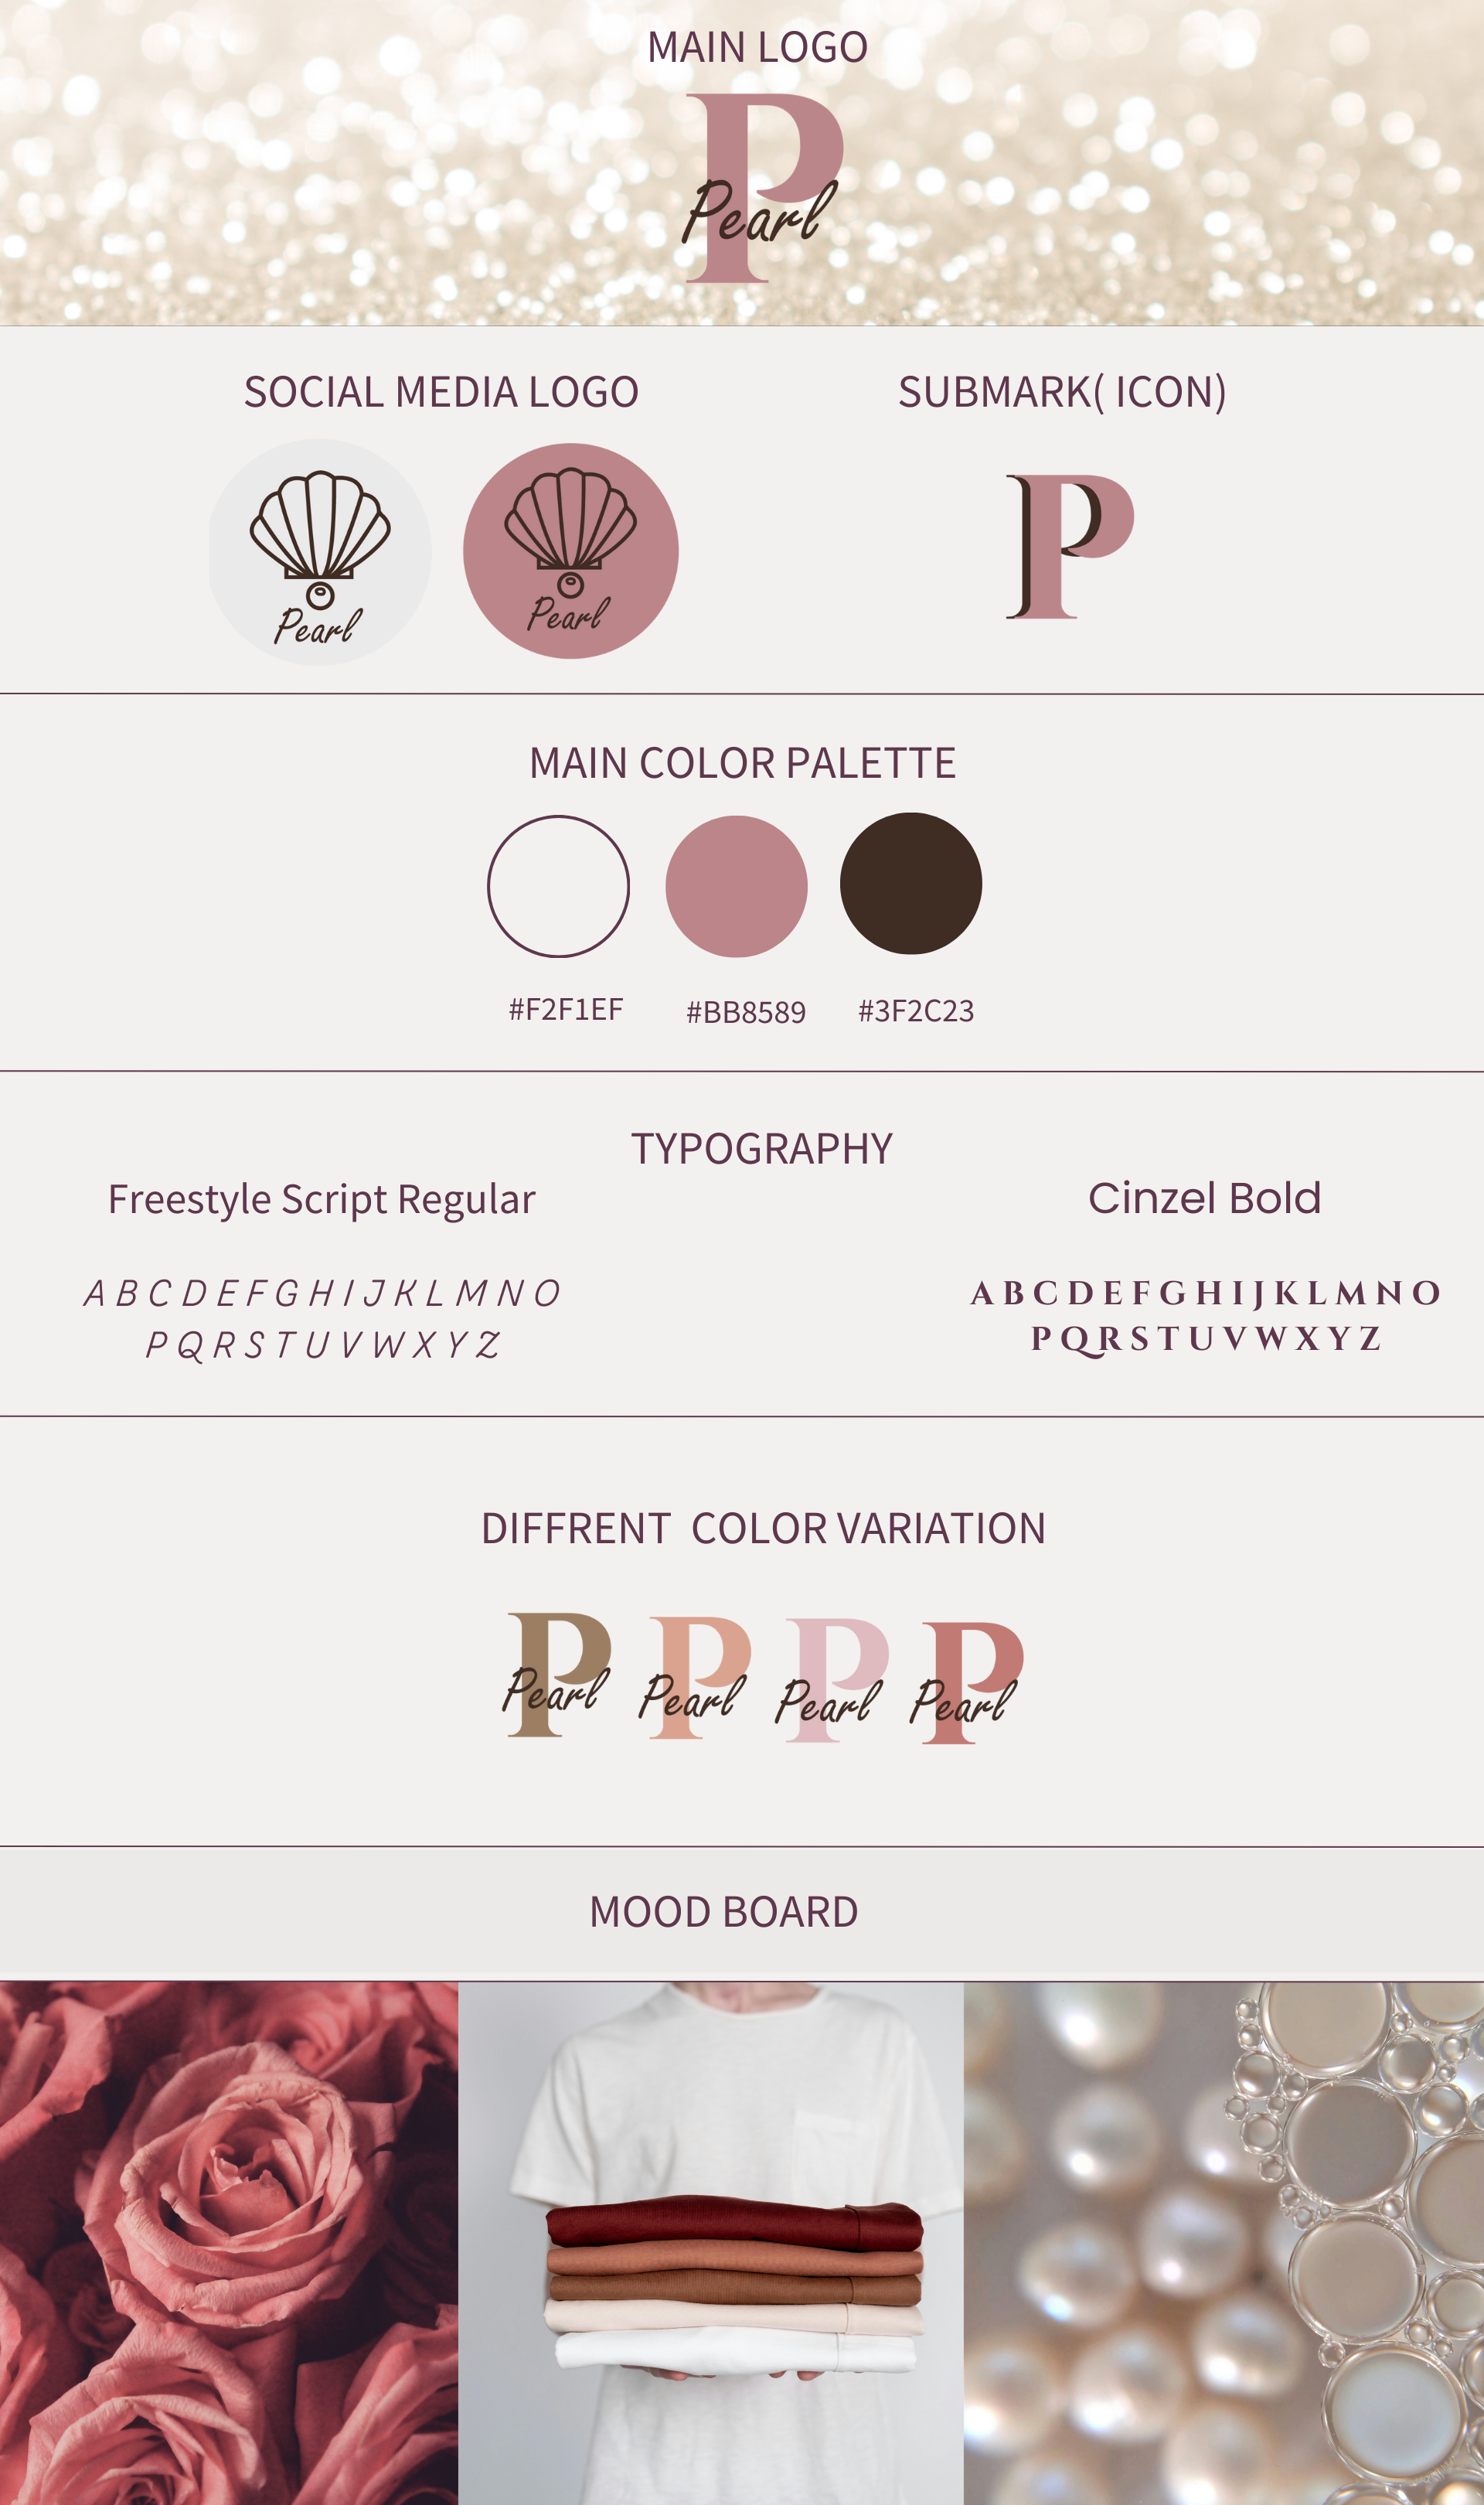 MAIN LOGO
P
Pearl
SOCIAL MEDIA LOGO
SUBMARK( ICON)
Pearl
Pearl
P
MAIN COLOR PALETTE
#F2F1EF
#BB8589
#3F2C23
TYPOGRAPHY
Freestyle Script Regular
Cinzel Bold
A B C D E F G H I J K L M N O
P Q R S T U V W X Y Z
A B C D E F G H I J K L M N O
P Q R S T U V W X Y Z
DIFFRENT COLOR VARIATION
P
Pearl
P
Pearl
P
Pearl
P
Pearl
MOOD BOARD